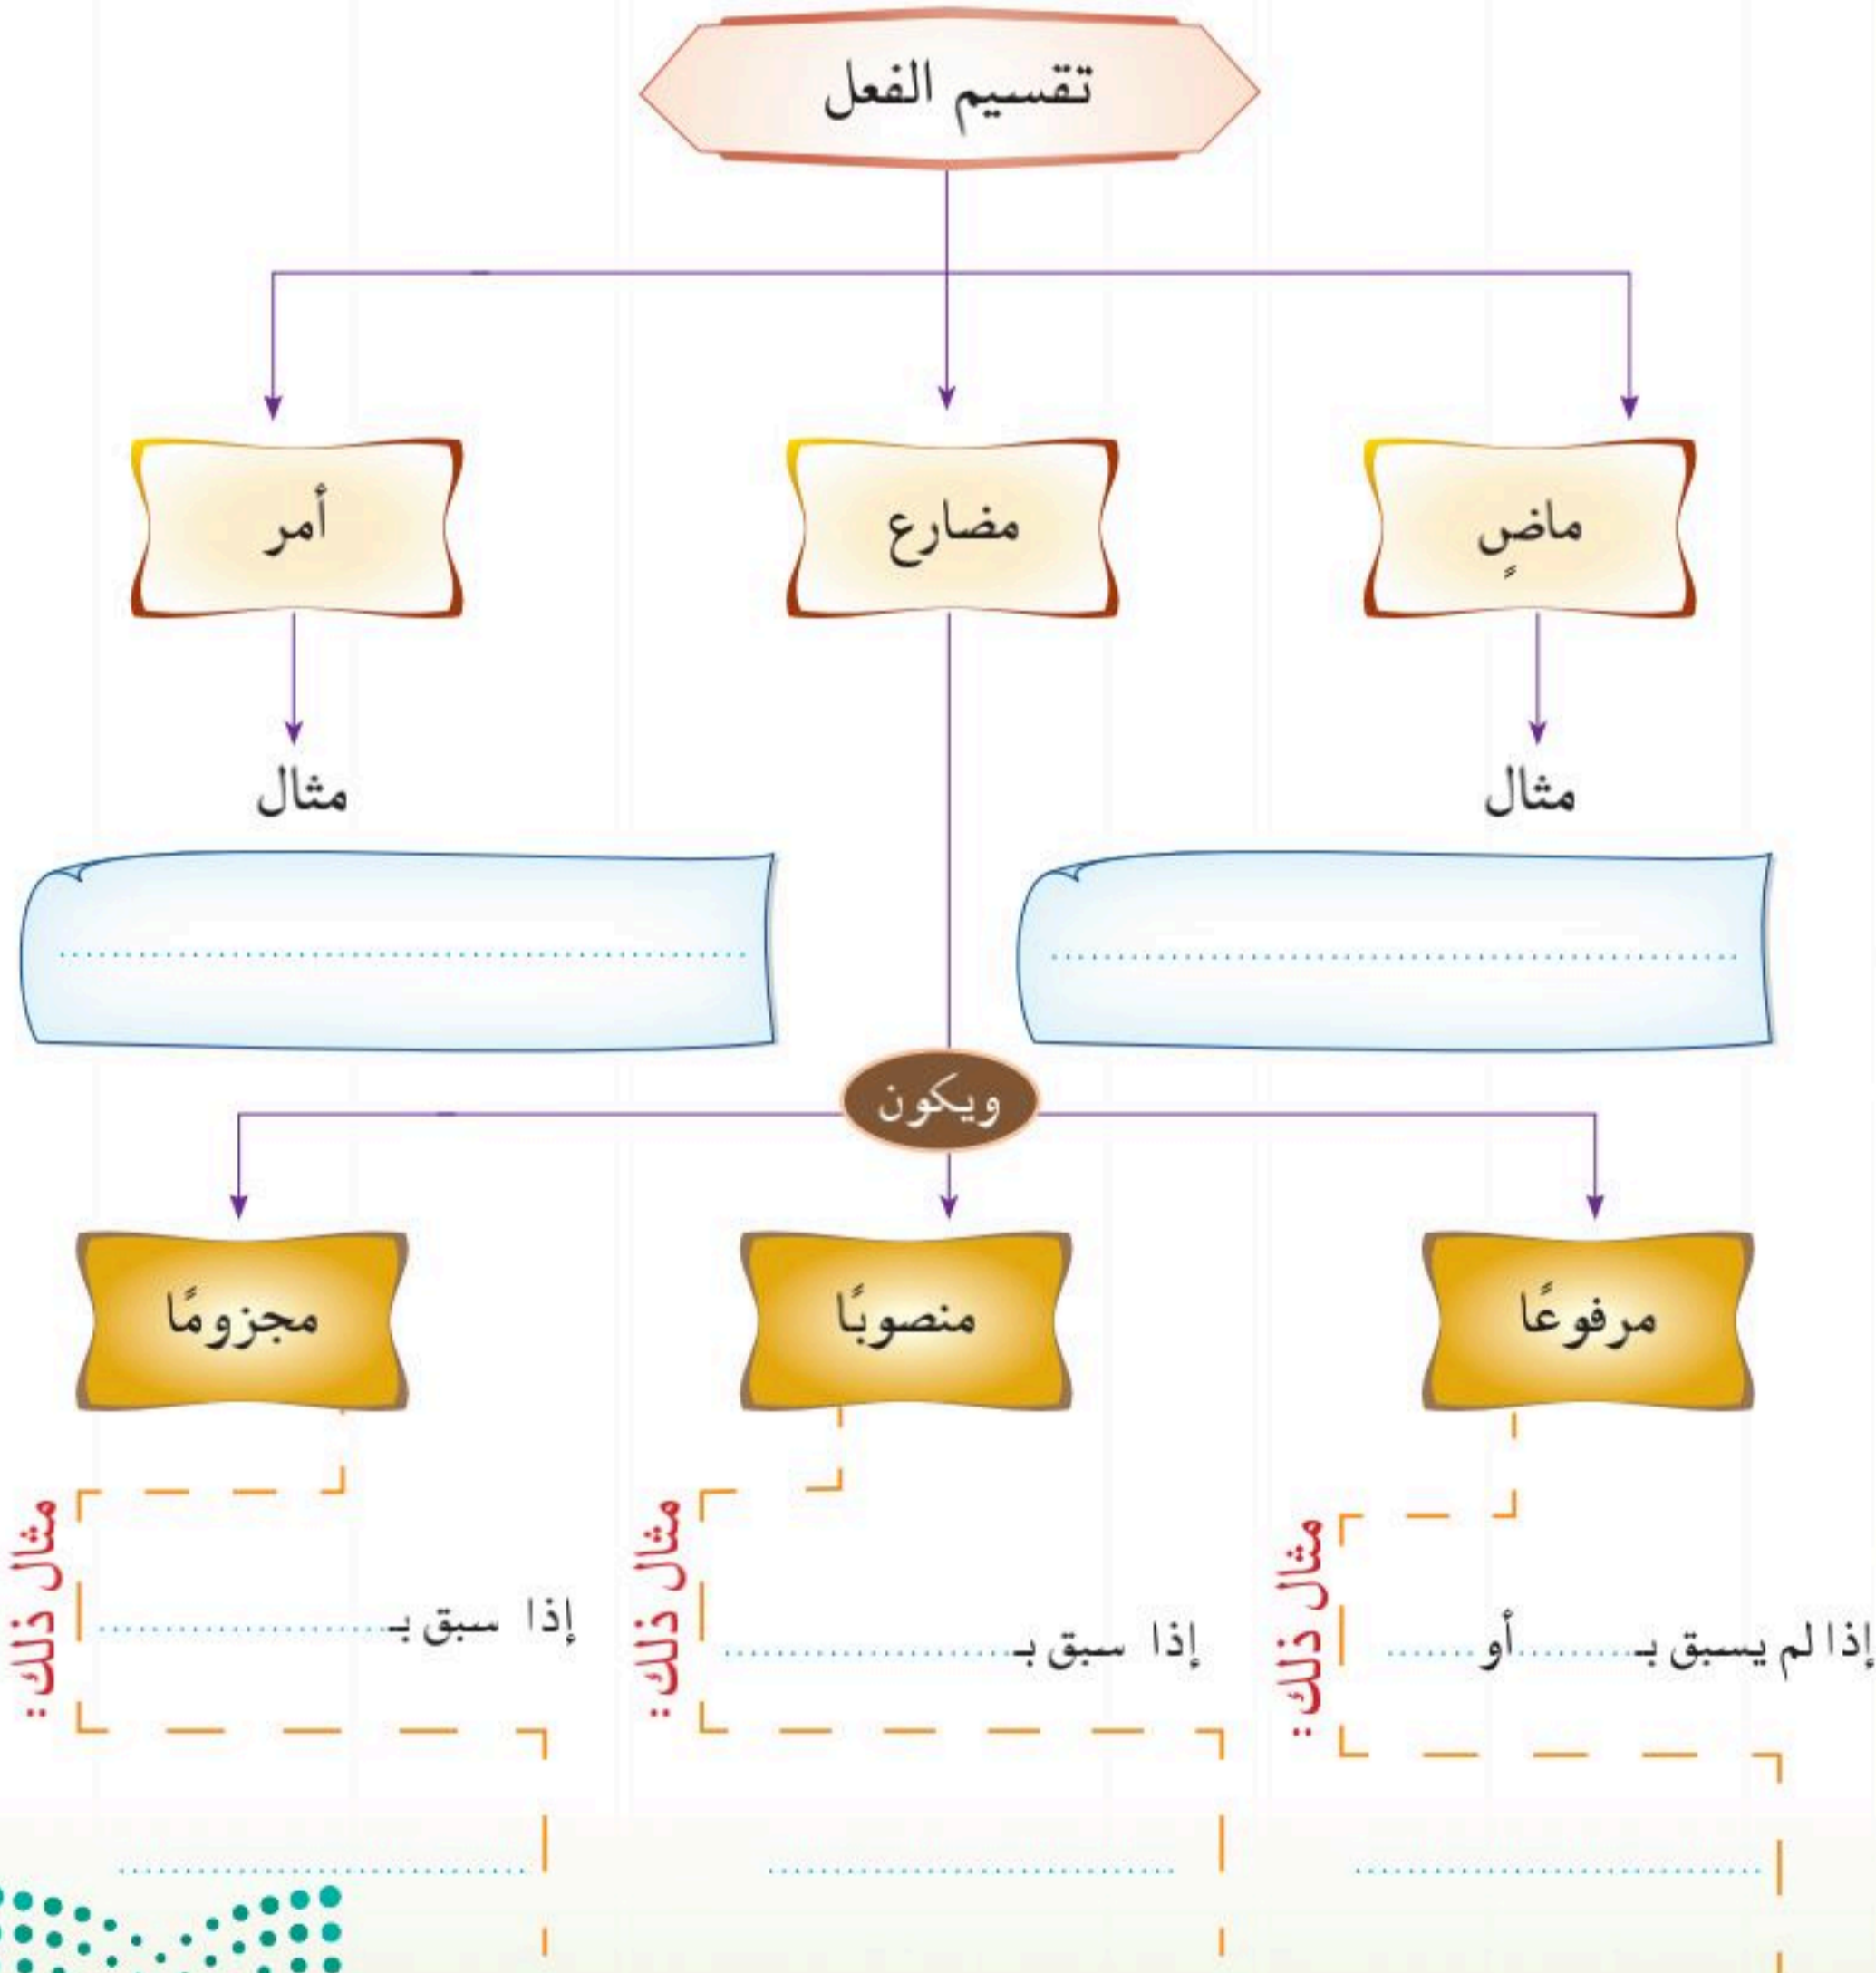 تقسيم الفعل
ماضٍ
مضارع
أمر
مثال
مثال
ويكون
مرفوعًا
منصوبًا
مجزومًا
إذا لم يسبق بـ.........أو.......
مثال ذلك:
إذا سبق بـ........................
مثال ذلك:
إذا سبق بـ........................
مثال ذلك: